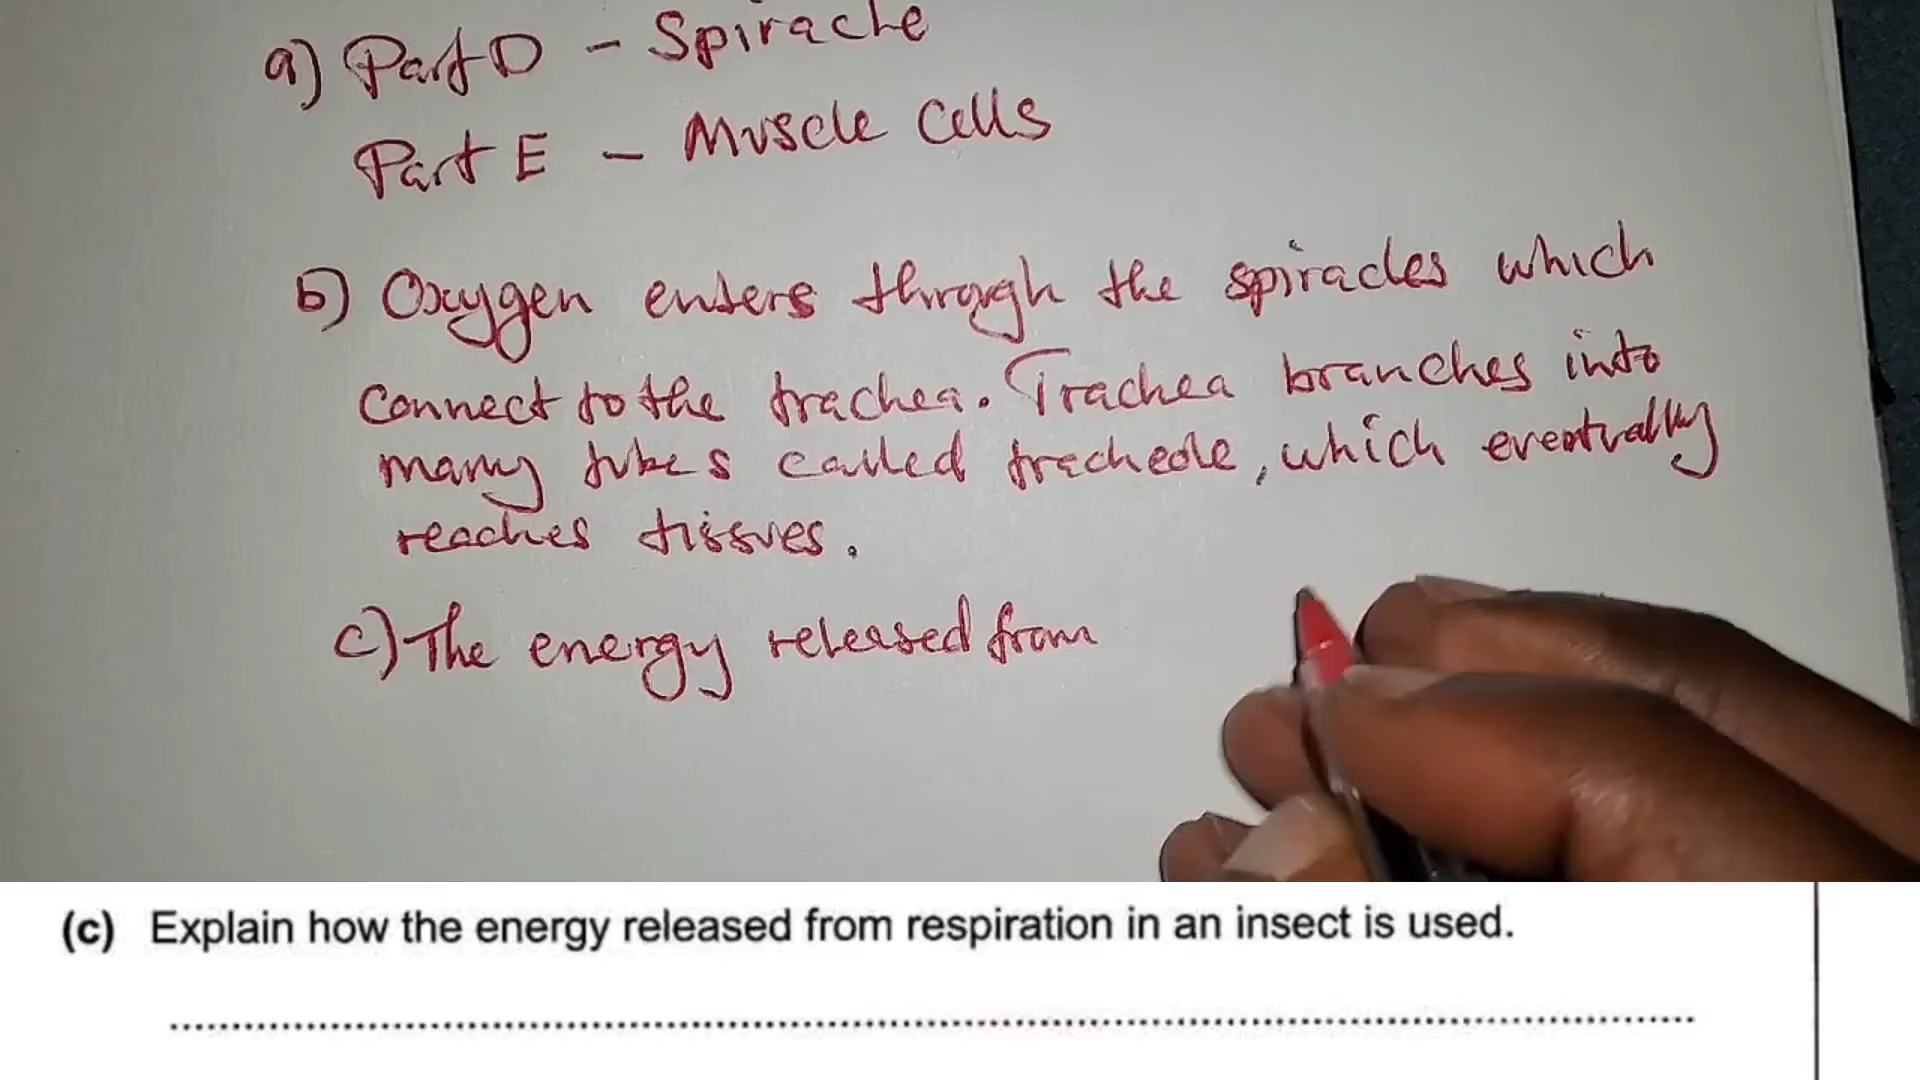 a) Part D - Spirache
Part E - Muscle Cells
b) Oxygen enters through the spiracles which
connect to the trachea. Trachea branches into
many tubes called tracheole, which eventually
reaches tissues.
c) The energy released from
(c) Explain how the energy released from respiration in an insect is used.